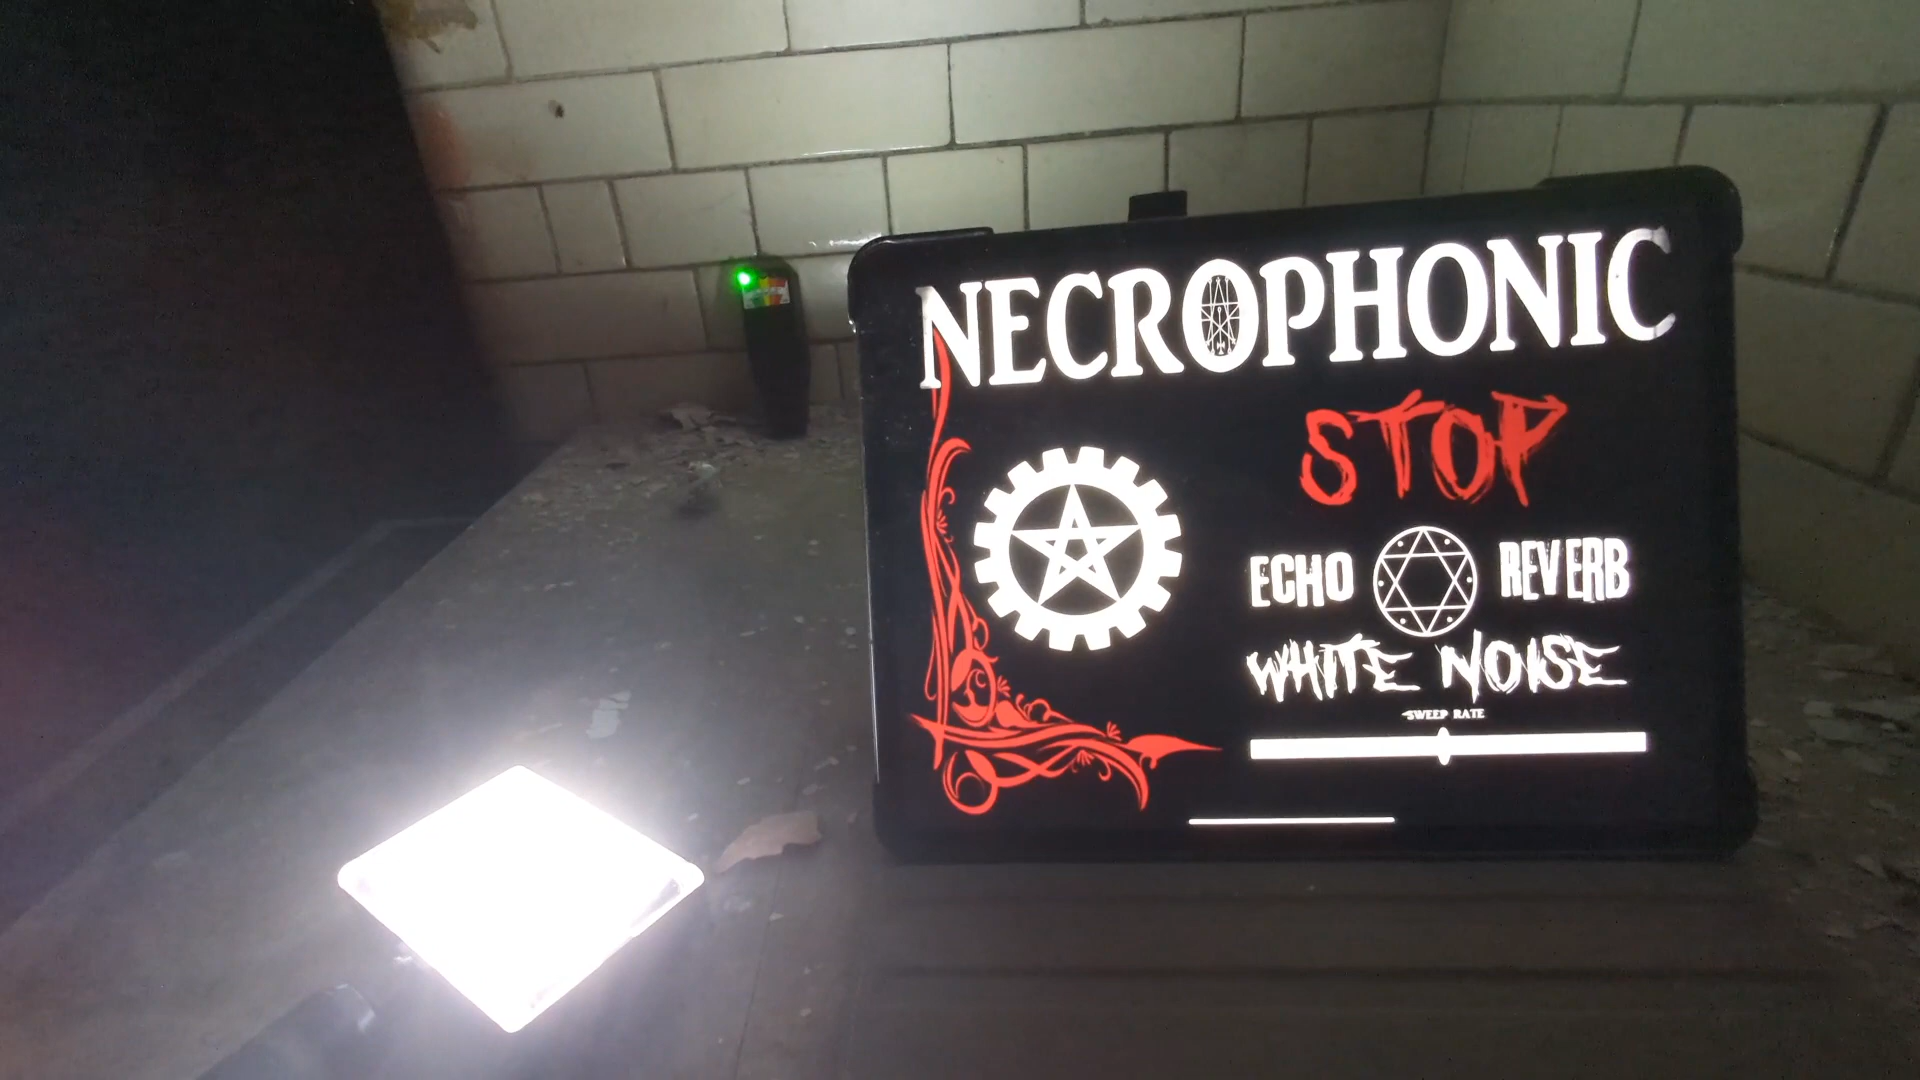 NECROPHONIC
STOP
ECHO REVERB
WHITE NOISE
SWEEP RATE